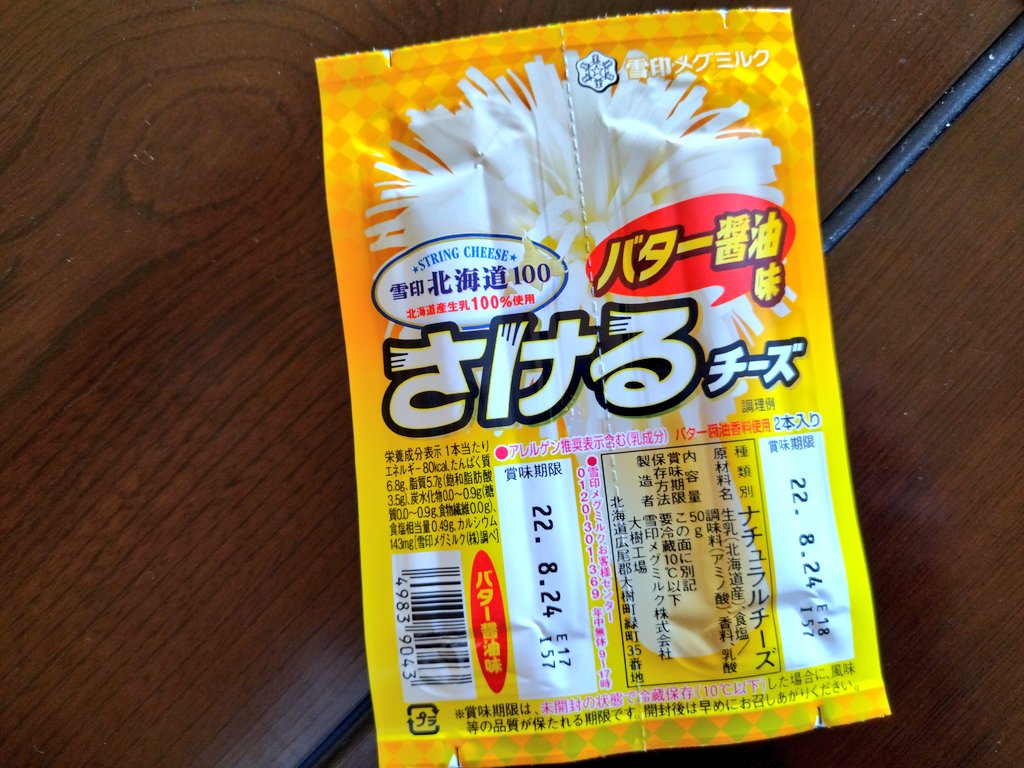 雪印メグミルク
バター醤油
味
★STRING CHEESE★
雪印北海道100
北海道産生乳100%使用
さけるチーズ
調理例
●アレルゲン推奨表示含む(乳成分) バター醤油香料使用 2本入り
栄養成分表示 1本当たり
エネルギー80kcal、たんぱく質
6.8g、脂質5.7g(飽和脂肪酸
3.5g)、炭水化物0.0〜0.9g(糖
質0.0〜0.9g、食物繊維0.0g)、
食塩相当量0.49g、カルシウム
143mg[雪印メグミルク(株)調べ]
4983 9043
バター醤油味
賞味期限
22. 8.24
E17
I57
●雪印メグミルクお客様センター
0120-301-369 年中無休 9〜17時
種類別 ナチュラルチーズ
原材料名 生乳(北海道産)、食塩/
調味料(アミノ酸)、香料、乳酸
内容量 50g
賞味期限 この面に別記
保存方法 要冷蔵10℃以下
製造者 雪印メグミルク株式会社
大樹工場
北海道広尾郡大樹町緑町35番地
賞味期限
22. 8.24,
E18
I57
プラ
※賞味期限は、未開封の状態で冷蔵保存(10℃以下)した場合に、風味
等の品質が保たれる期限です。開封後は早めにお召しあがりください。